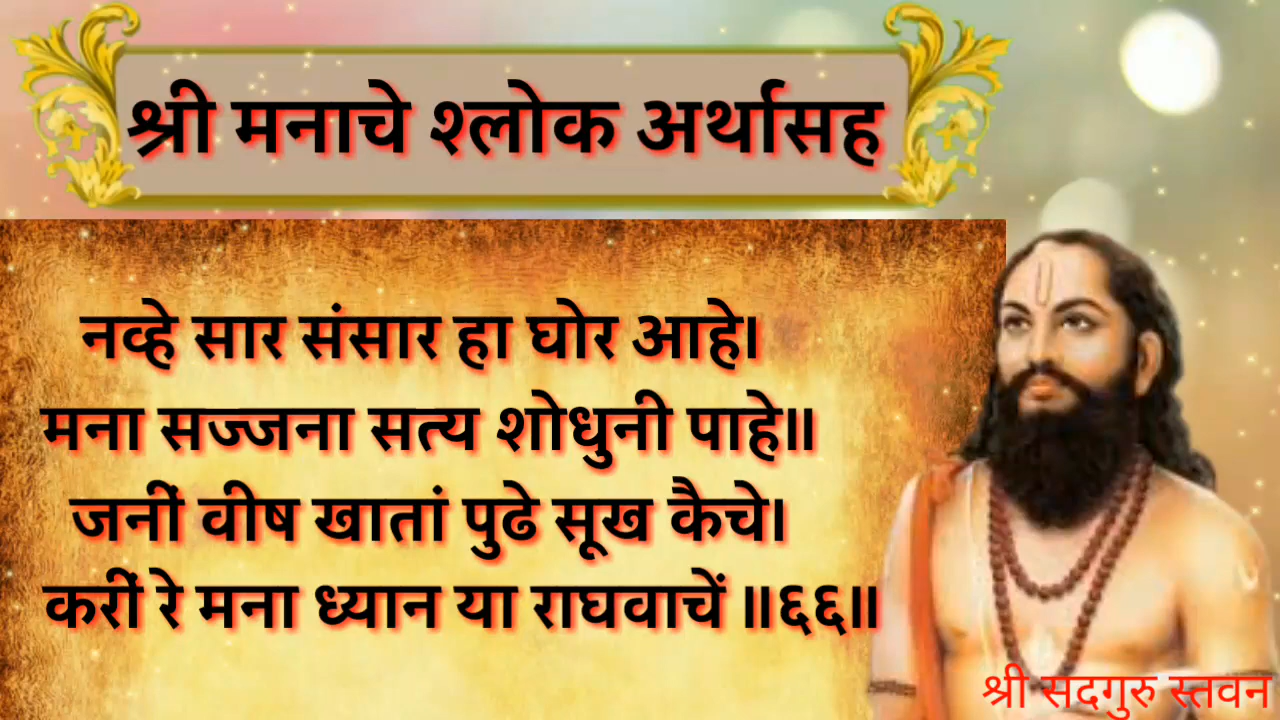 श्री मनाचे श्लोक अर्थासह
नव्हे सार संसार हा घोर आहे।
मना सज्जना सत्य शोधुनी पाहे॥
जनीं वीष खातां पुढे सूख कैचे।
करीं रे मना ध्यान या राघवाचें ॥६६॥
श्री सदगुरु स्तवन